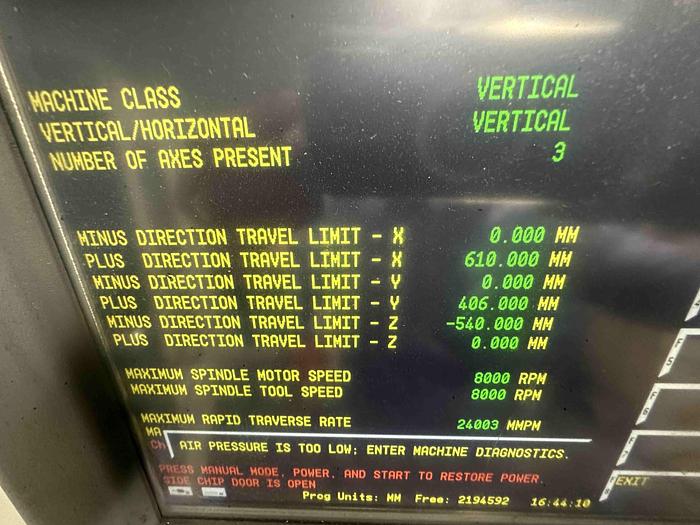 MACHINE CLASS VERTICAL
VERTICAL/HORIZONTAL VERTICAL
NUMBER OF AXES PRESENT 3
MINUS DIRECTION TRAVEL LIMIT - X 0.000 MM
PLUS DIRECTION TRAVEL LIMIT - X 610.000 MM
MINUS DIRECTION TRAVEL LIMIT - Y 0.000 MM
PLUS DIRECTION TRAVEL LIMIT - Y 406.000 MM
MINUS DIRECTION TRAVEL LIMIT - Z -540.000 MM
PLUS DIRECTION TRAVEL LIMIT - Z 0.000 MM
MAXIMUM SPINDLE MOTOR SPEED 8000 RPM
MAXIMUM SPINDLE TOOL SPEED 8000 RPM
MAXIMUM RAPID TRAVERSE RATE 24003 MMPM
MA
Ch
AIR PRESSURE IS TOO LOW; ENTER MACHINE DIAGNOSTICS.
PRESS MANUAL MODE, POWER, AND START TO RESTORE POWER.
SIDE CHIP DOOR IS OPEN
EXIT
Prog Units: MM Free: 2194592 16:44:10